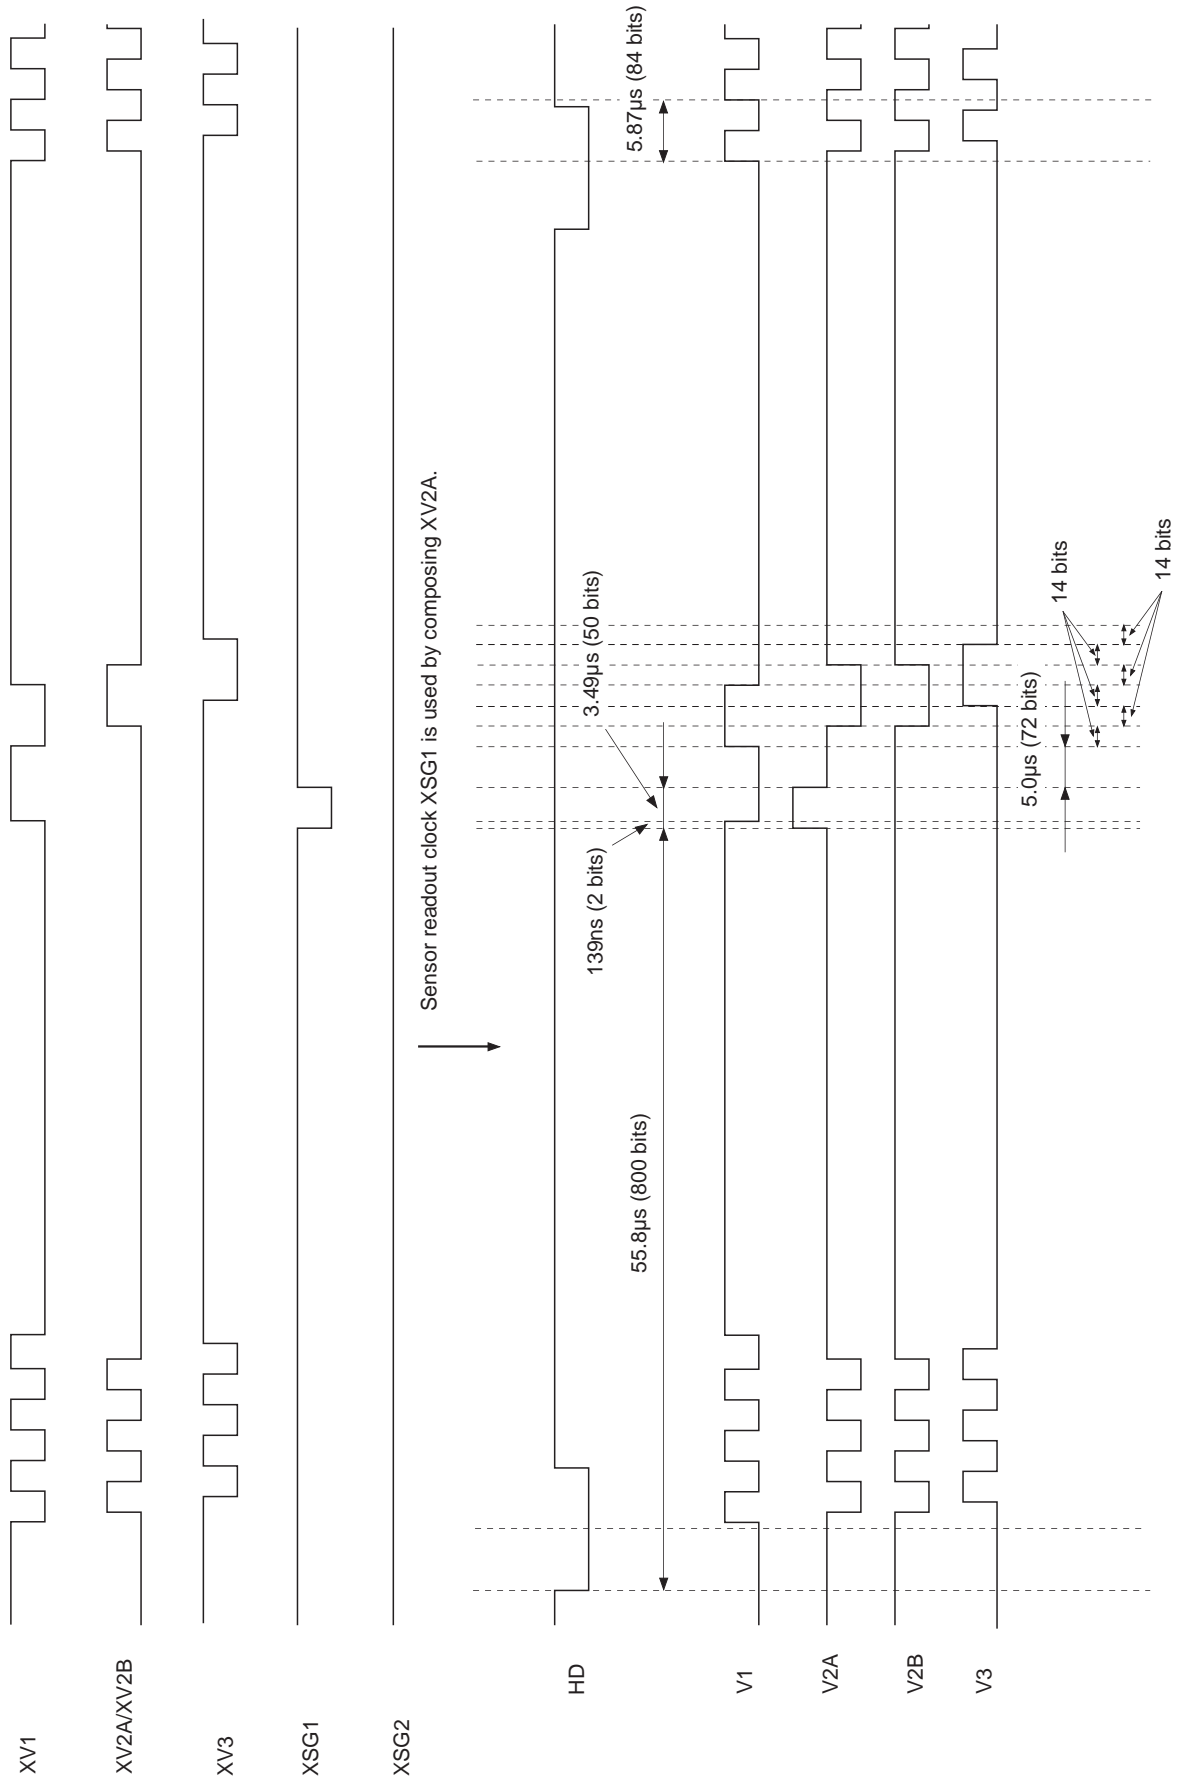 XV1
XV2A/XV2B
XV3
XSG1
XSG2
Sensor readout clock XSG1 is used by composing XV2A.
HD
55.8µs (800 bits)
139ns (2 bits)
3.49µs (50 bits)
5.87µs (84 bits)
V1
V2A
V2B
V3
5.0µs (72 bits)
14 bits
14 bits